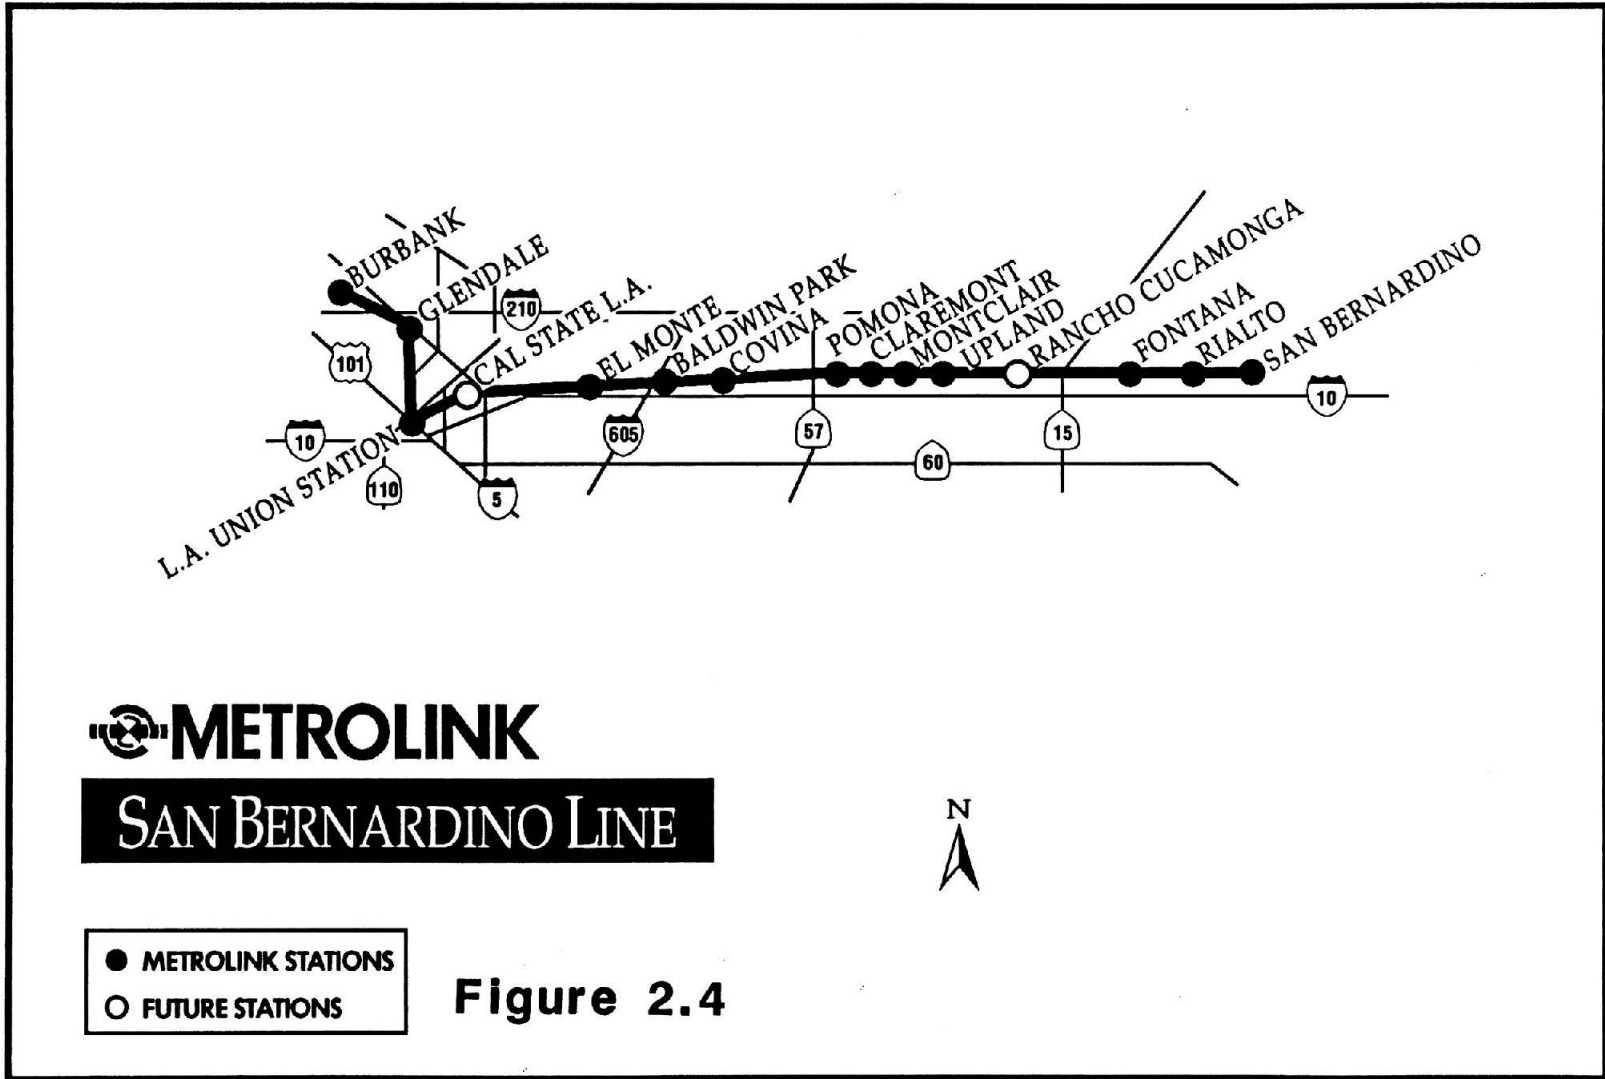 BURBANK
GLENDALE
CAL STATE L.A.
EL MONTE
BALDWIN PARK
COVINA
POMONA
CLAREMONT
MONTCLAIR
UPLAND
RANCHO CUCAMONGA
FONTANA
RIALTO
SAN BERNARDINO
L.A. UNION STATION
210
101
10
110
5
605
57
60
15
10
METROLINK
SAN BERNARDINO LINE
N
METROLINK STATIONS
FUTURE STATIONS
Figure 2.4